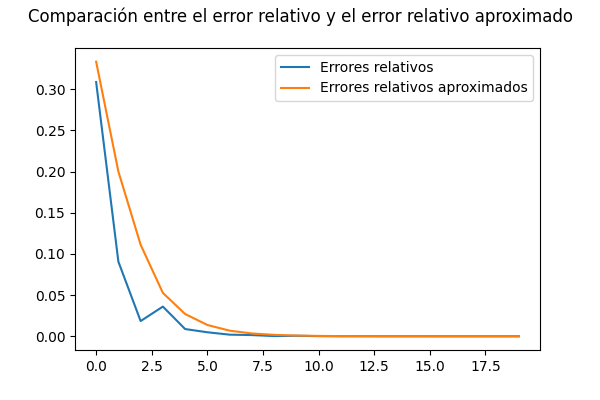 Comparación entre el error relativo y el error relativo aproximado
Errores relativos
Errores relativos aproximados
0.30
0.25
0.20
0.15
0.10
0.05
0.00
0.0 2.5 5.0 7.5 10.0 12.5 15.0 17.5